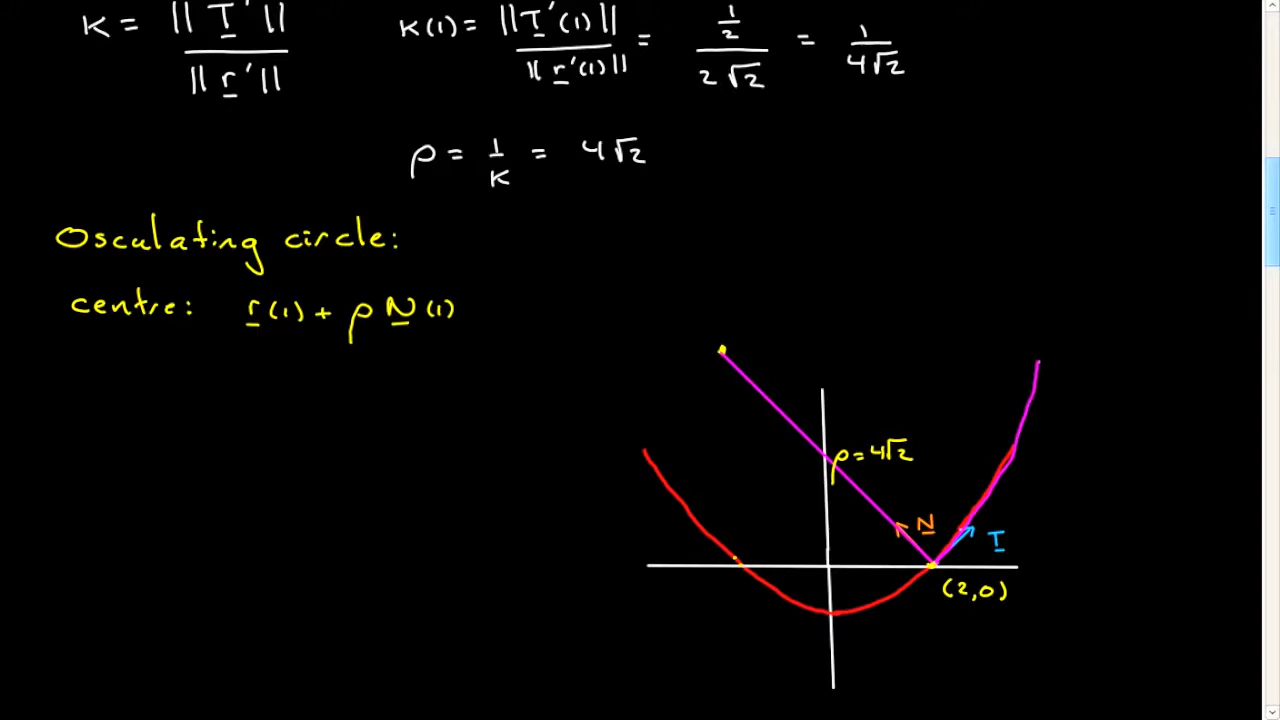 K = ||T'|| / ||r'||    K(1) = ||T'(1)|| / ||r'(1)|| = 1/2 / 2√2 = 1 / 4√2
ρ = 1/K = 4√2
Osculating circle:
centre: r(1) + ρ N(1)
ρ = 4√2
N
T
(2,0)